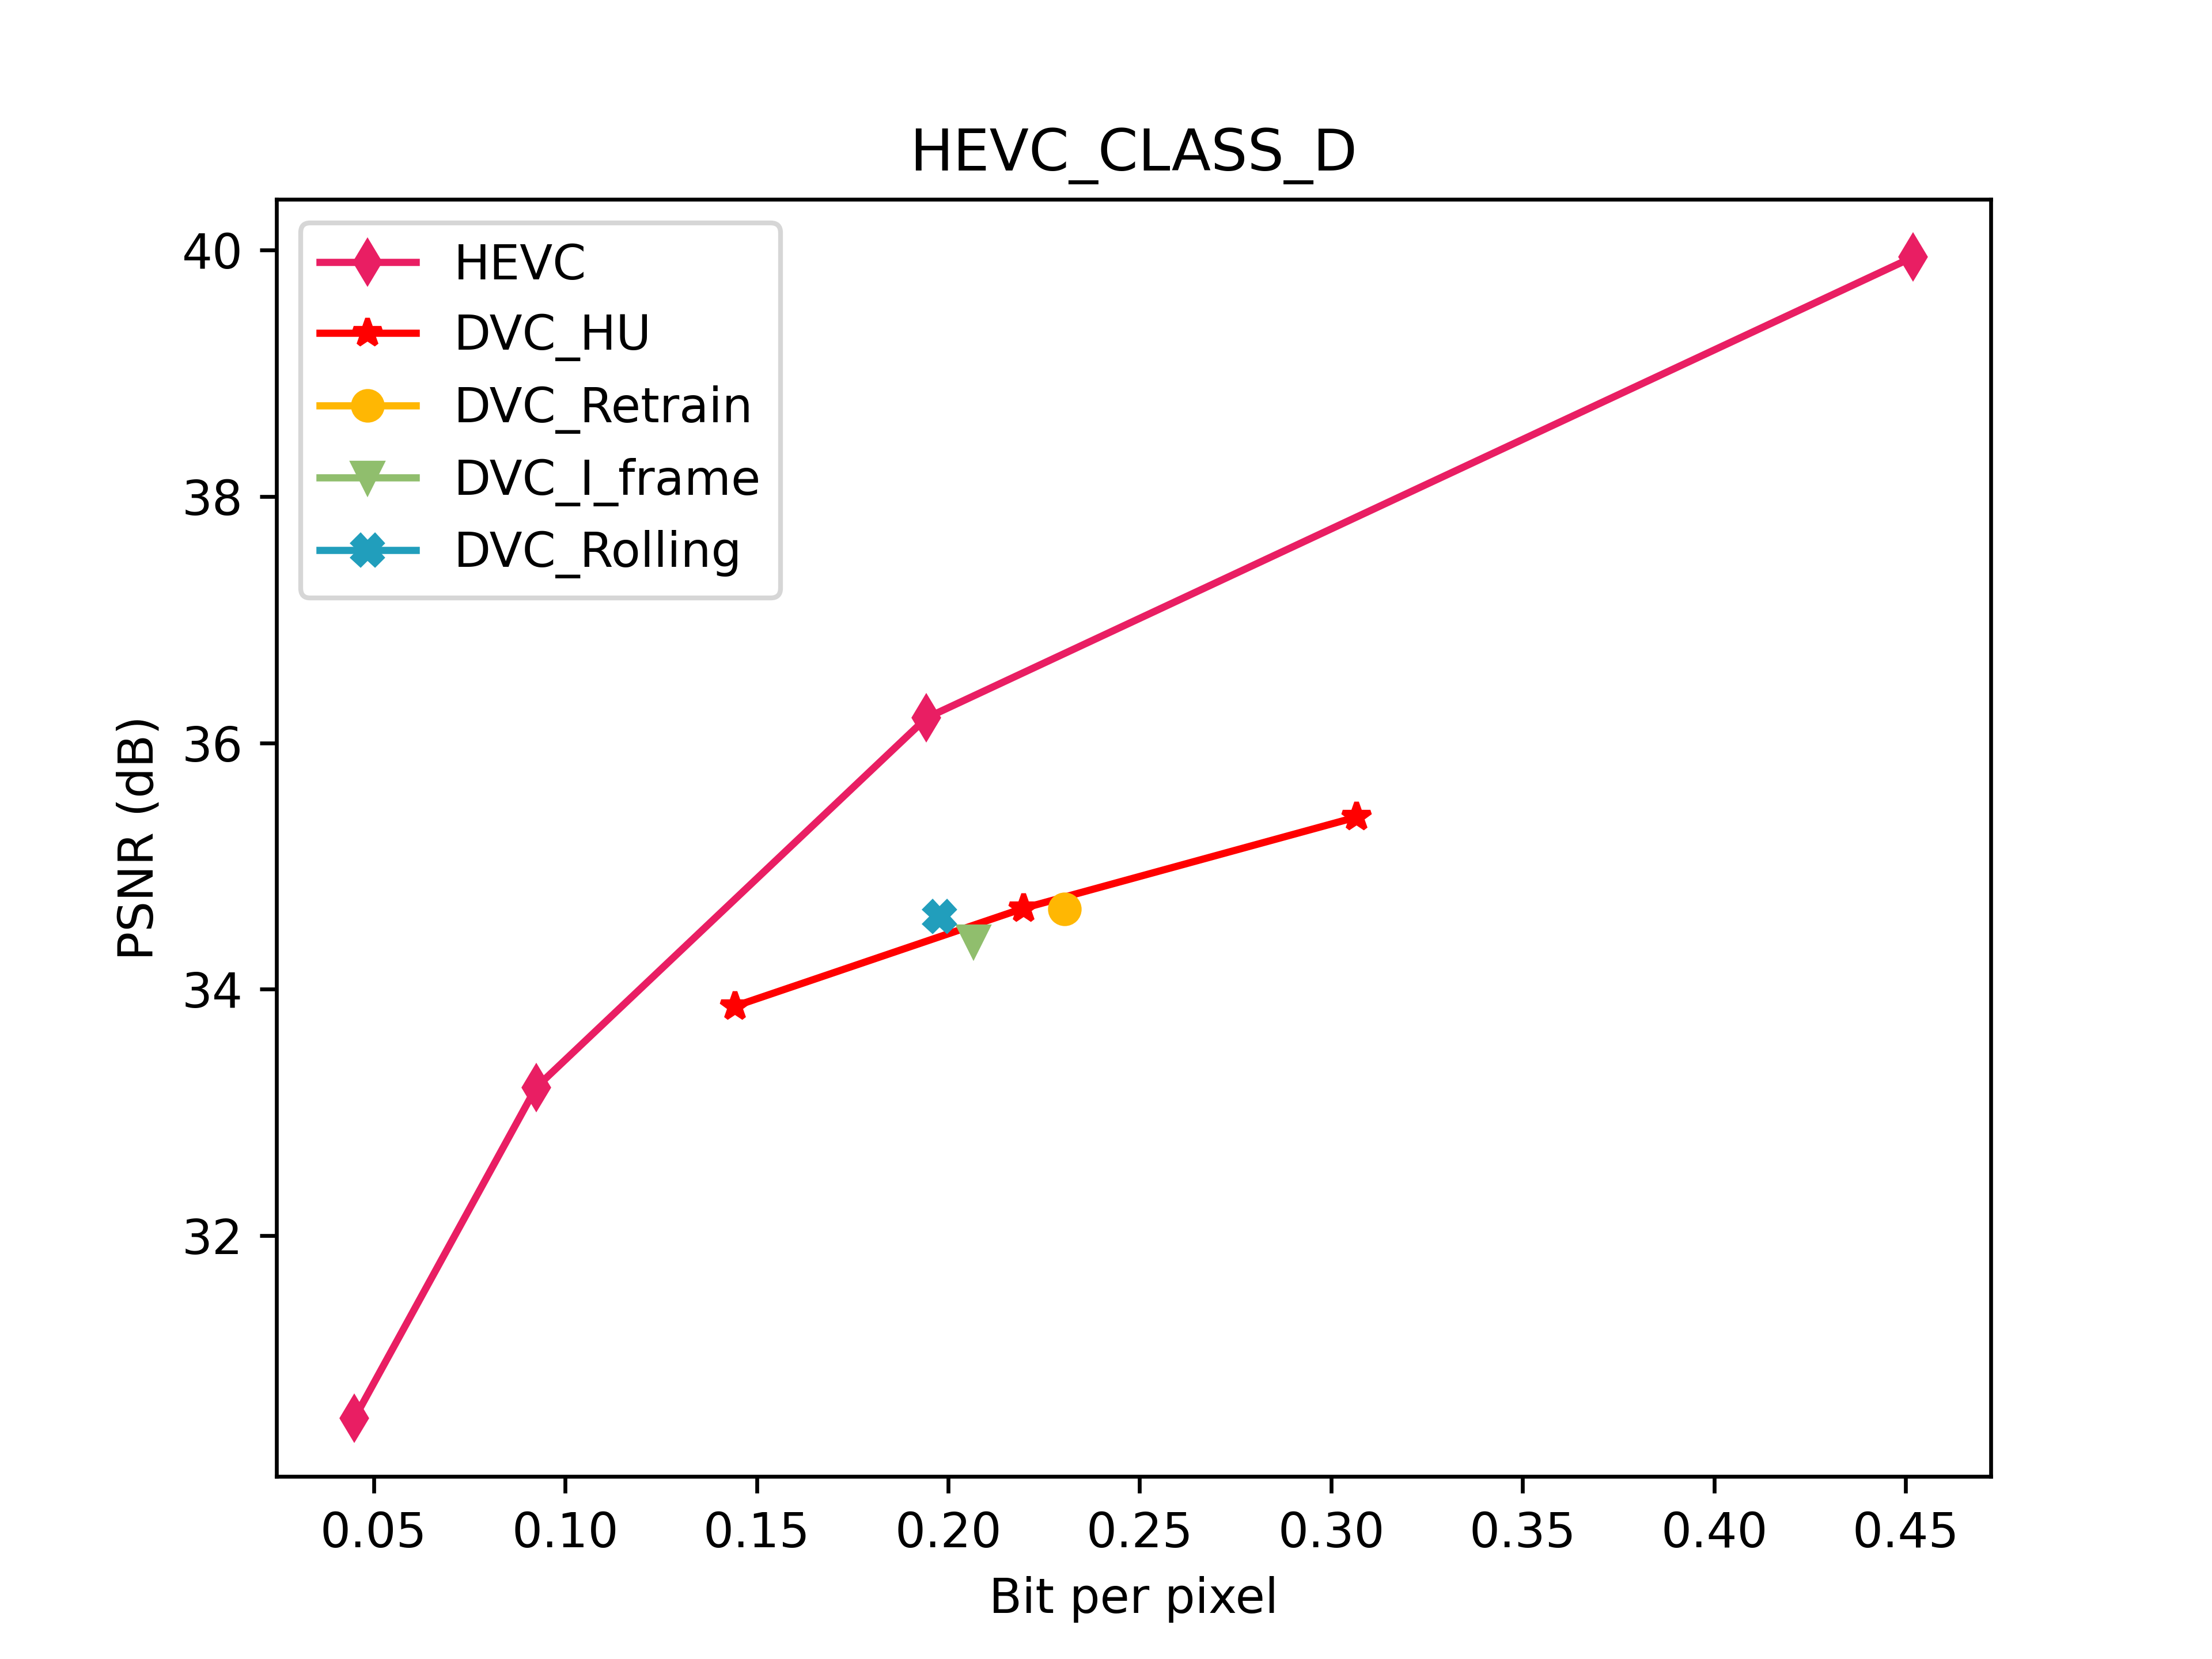 HEVC_CLASS_D
HEVC
DVC_HU
DVC_Retrain
DVC_I_frame
DVC_Rolling
PSNR (dB)
40
38
36
34
32
0.05 0.10 0.15 0.20 0.25 0.30 0.35 0.40 0.45
Bit per pixel